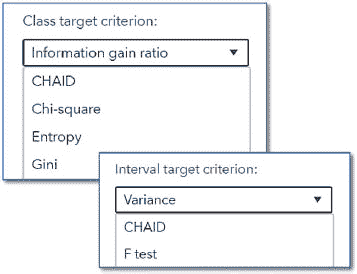 Class target criterion:
Information gain ratio
CHAID
Chi-square
Entropy
Gini
Interval target criterion:
Variance
CHAID
F test